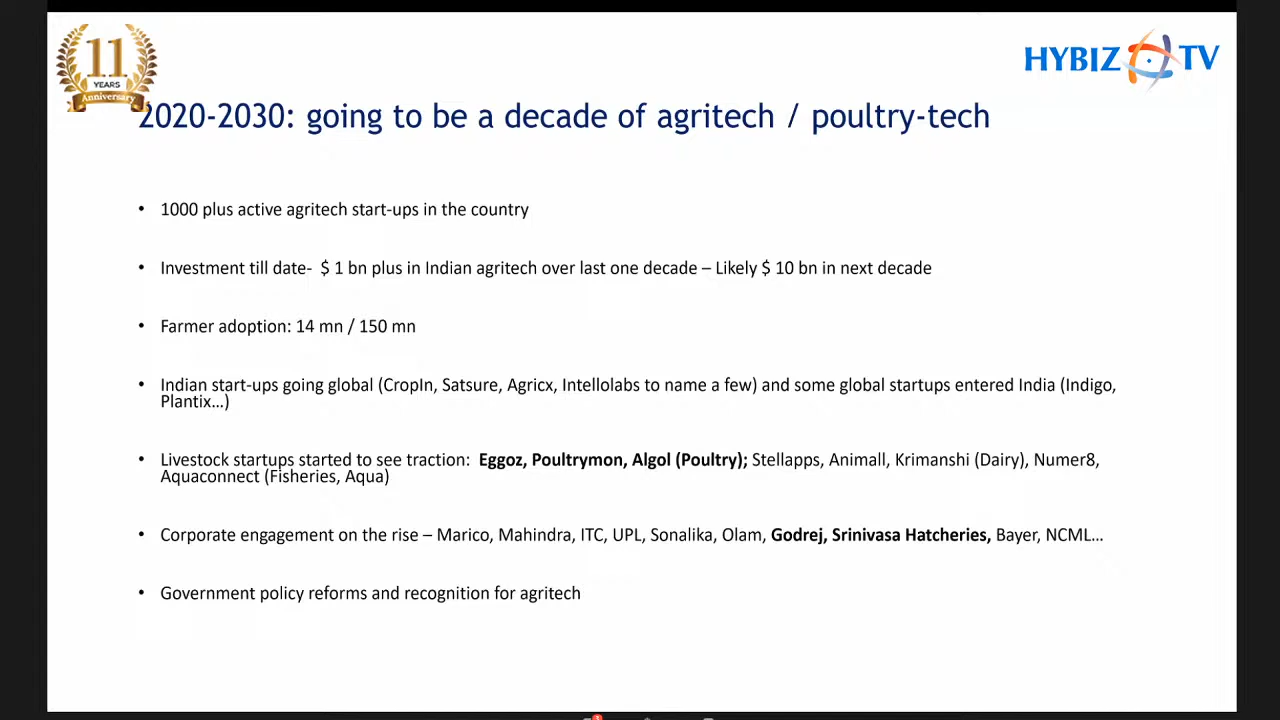 11
YEARS
Anniversary
HYBIZ TV
2020-2030: going to be a decade of agritech / poultry-tech
• 1000 plus active agritech start-ups in the country
• Investment till date- $ 1 bn plus in Indian agritech over last one decade – Likely $ 10 bn in next decade
• Farmer adoption: 14 mn / 150 mn
• Indian start-ups going global (CropIn, Satsure, Agricx, Intellolabs to name a few) and some global startups entered India (Indigo,
Plantix…)
• Livestock startups started to see traction: Eggoz, Poultrymon, Algol (Poultry); Stellapps, Animall, Krimanshi (Dairy), Numer8,
Aquaconnect (Fisheries, Aqua)
• Corporate engagement on the rise – Marico, Mahindra, ITC, UPL, Sonalika, Olam, Godrej, Srinivasa Hatcheries, Bayer, NCML…
• Government policy reforms and recognition for agritech